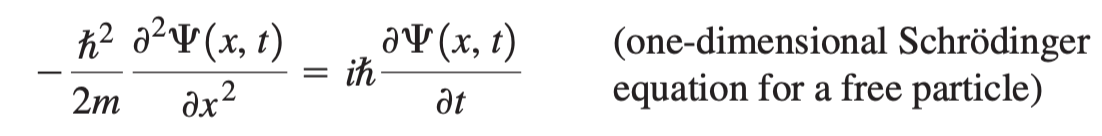 −ħ²/2m ∂²Ψ(x, t)/∂x² = iħ ∂Ψ(x, t)/∂t (one-dimensional Schrödinger
equation for a free particle)